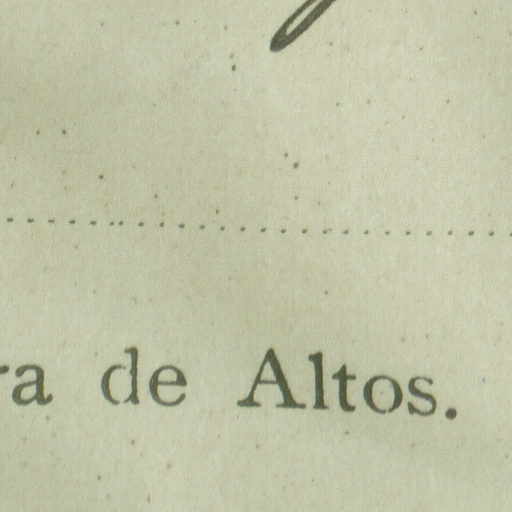 ra de Altos.